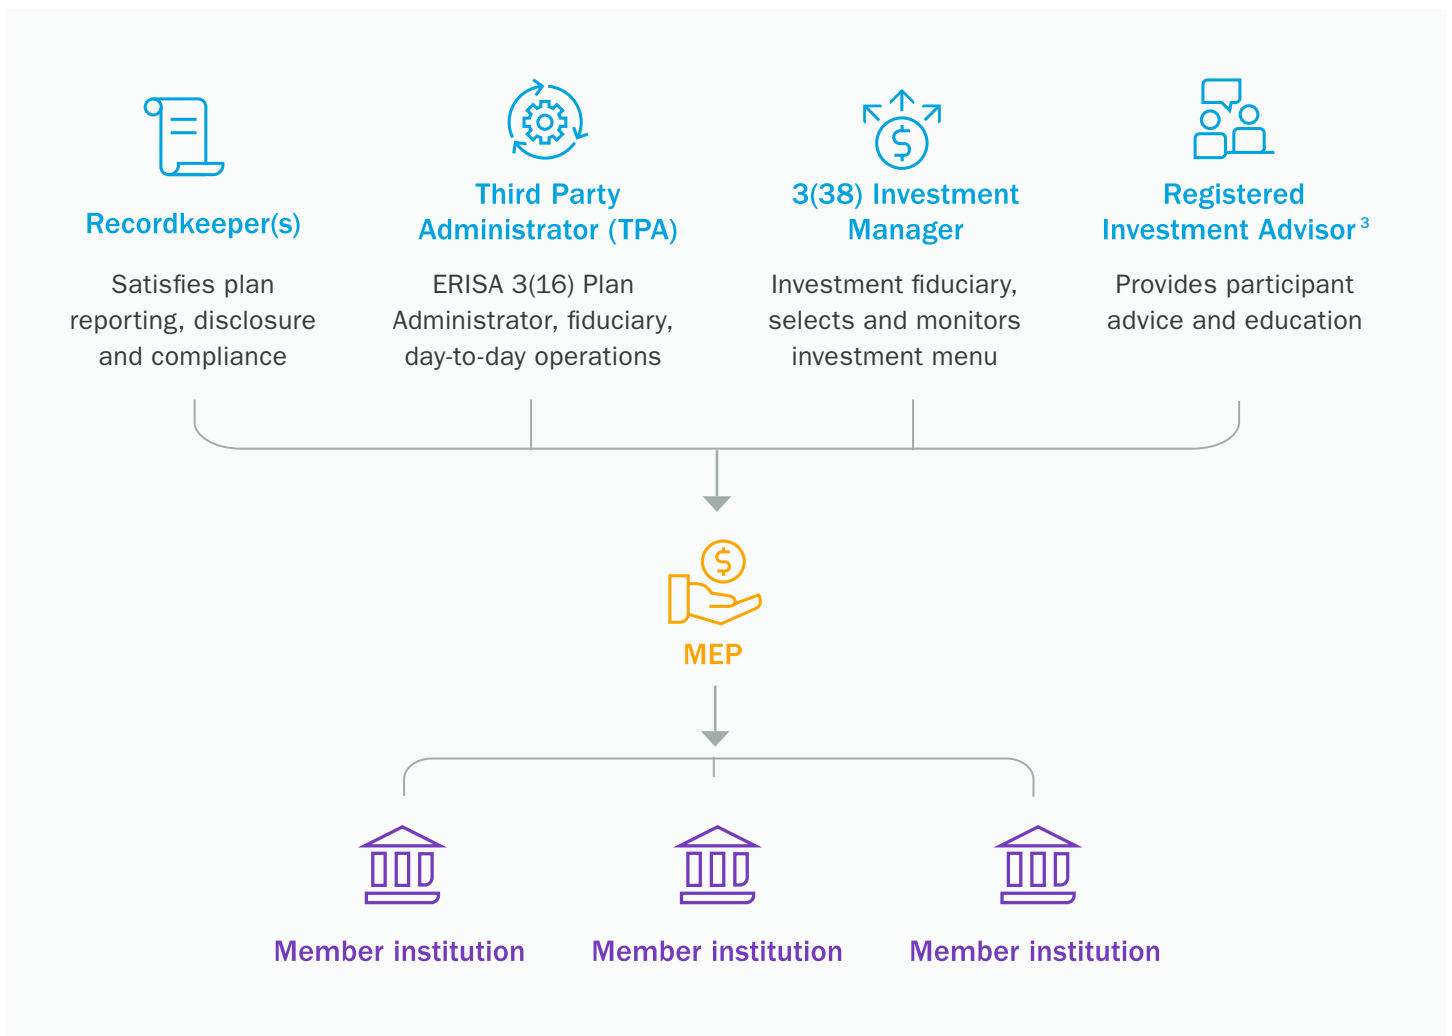 Recordkeeper(s)
Satisfies plan
reporting, disclosure
and compliance
Third Party
Administrator (TPA)
ERISA 3(16) Plan
Administrator, fiduciary,
day-to-day operations
$
3(38) Investment
Manager
Investment fiduciary,
selects and monitors
investment menu
Registered
Investment Advisor 3
Provides participant
advice and education
$
MEP
Member institution
Member institution
Member institution